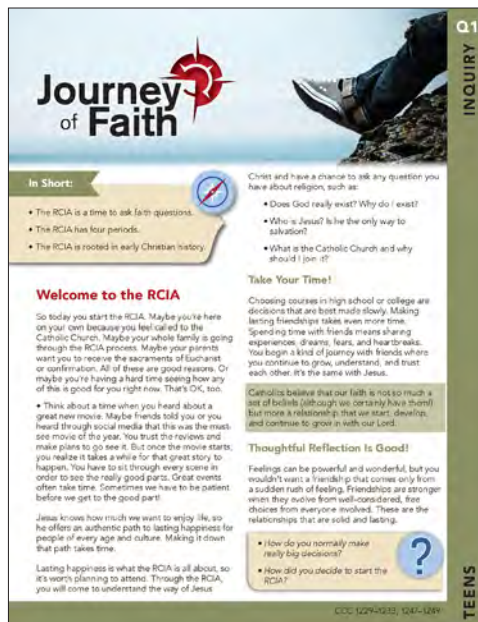 Q1
INQUIRY
Journey
of Faith
In Short:
• The RCIA is a time to ask faith questions.
• The RCIA has four periods.
• The RCIA is rooted in early Christian history.
Welcome to the RCIA
So today you start the RCIA. Maybe you're here
on your own because you feel called to the
Catholic Church. Maybe your whole family is going
through the RCIA process. Maybe your parents
want you to receive the sacraments of Eucharist
or confirmation. All of these are good reasons. Or
maybe you're having a hard time seeing how any
of this is good for you right now. That's OK, too.
• Think about a time when you heard about a
great new movie. Maybe friends told you or you
heard through social media that this was the must-
see movie of the year. You trust the reviews and
make plans to go see it. But once the movie starts,
you realize it takes a while for that great story to
happen. You have to sit through every scene in
order to see the really good parts. Great events
often take time. Sometimes we have to be patient
before we get to the good part!
Jesus knows how much we want to enjoy life, so
he offers an authentic path to lasting happiness for
people of every age and culture. Making it down
that path takes time.
Lasting happiness is what the RCIA is all about, so
it's worth planning to attend. Through the RCIA,
you will come to understand the way of Jesus
Christ and have a chance to ask any question you
have about religion, such as:
• Does God really exist? Why do I exist?
• Who is Jesus? Is he the only way to
salvation?
• What is the Catholic Church and why
should I join it?
Take Your Time!
Choosing courses in high school or college are
decisions that are best made slowly. Making
lasting friendships takes even more time.
Spending time with friends means sharing
experiences, dreams, fears, and heartbreaks.
You begin a kind of journey with friends where
you continue to grow, understand, and trust
each other. It's the same with Jesus.
Catholics believe that our faith is not so much a
set of beliefs (although we certainly have them!)
but more a relationship that we start, develop,
and continue to grow in with our Lord.
Thoughtful Reflection Is Good!
Feelings can be powerful and wonderful, but you
wouldn't want a friendship that comes only from
a sudden rush of feeling. Friendships are stronger
when they evolve from well-considered, free
choices from everyone involved. These are the
relationships that are solid and lasting.
• How do you normally make
really big decisions?
• How did you decide to start the
RCIA?
?
CCC 1229–1233, 1247–1249
TEENS